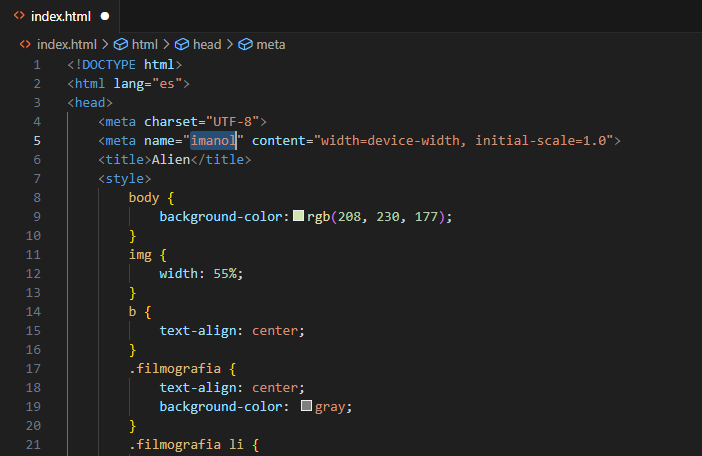 index.html
index.html > html > head > meta
1 <!DOCTYPE html>
2 <html lang="es">
3 <head>
4 <meta charset="UTF-8">
5 <meta name="imanol" content="width=device-width, initial-scale=1.0">
6 <title>Alien</title>
7 <style>
8 body {
9 background-color: rgb(208, 230, 177);
10 }
11 img {
12 width: 55%;
13 }
14 b {
15 text-align: center;
16 }
17 .filmografia {
18 text-align: center;
19 background-color: gray;
20 }
21 .filmografia li {